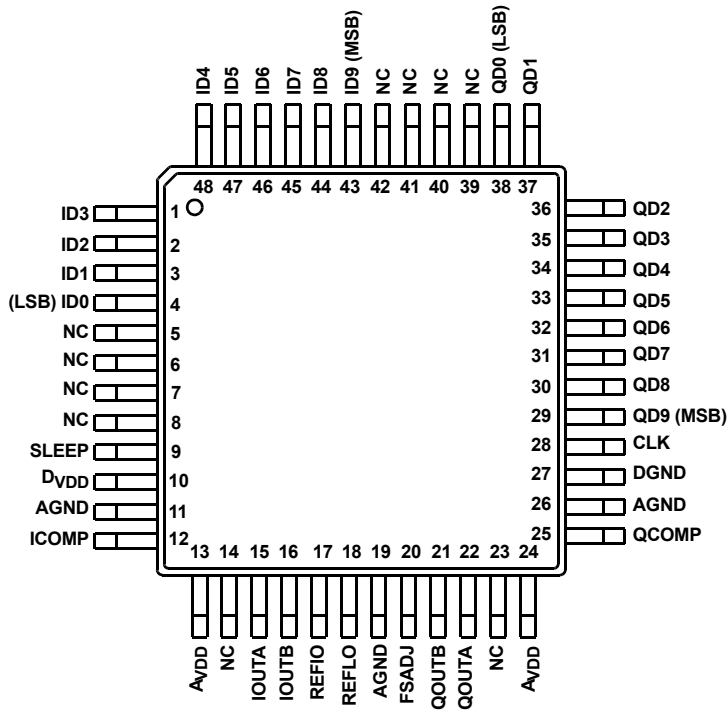 ID4
ID5
ID6
ID7
ID8
ID9 (MSB)
NC
NC
NC
NC
QD0 (LSB)
QD1
48
47
46
45
44
43
42
41
40
39
38
37
ID3
1
36
QD2
ID2
2
35
QD3
ID1
3
34
QD4
(LSB) ID0
4
33
QD5
NC
5
32
QD6
NC
6
31
QD7
NC
7
30
QD8
NC
8
29
QD9 (MSB)
SLEEP
9
28
CLK
DVDD
10
27
DGND
AGND
11
26
AGND
ICOMP
12
25
QCOMP
13
14
15
16
17
18
19
20
21
22
23
24
AVDD
NC
IOUTA
IOUTB
REFIO
REFLO
AGND
FSADJ
QOUTB
QOUTA
NC
AVDD